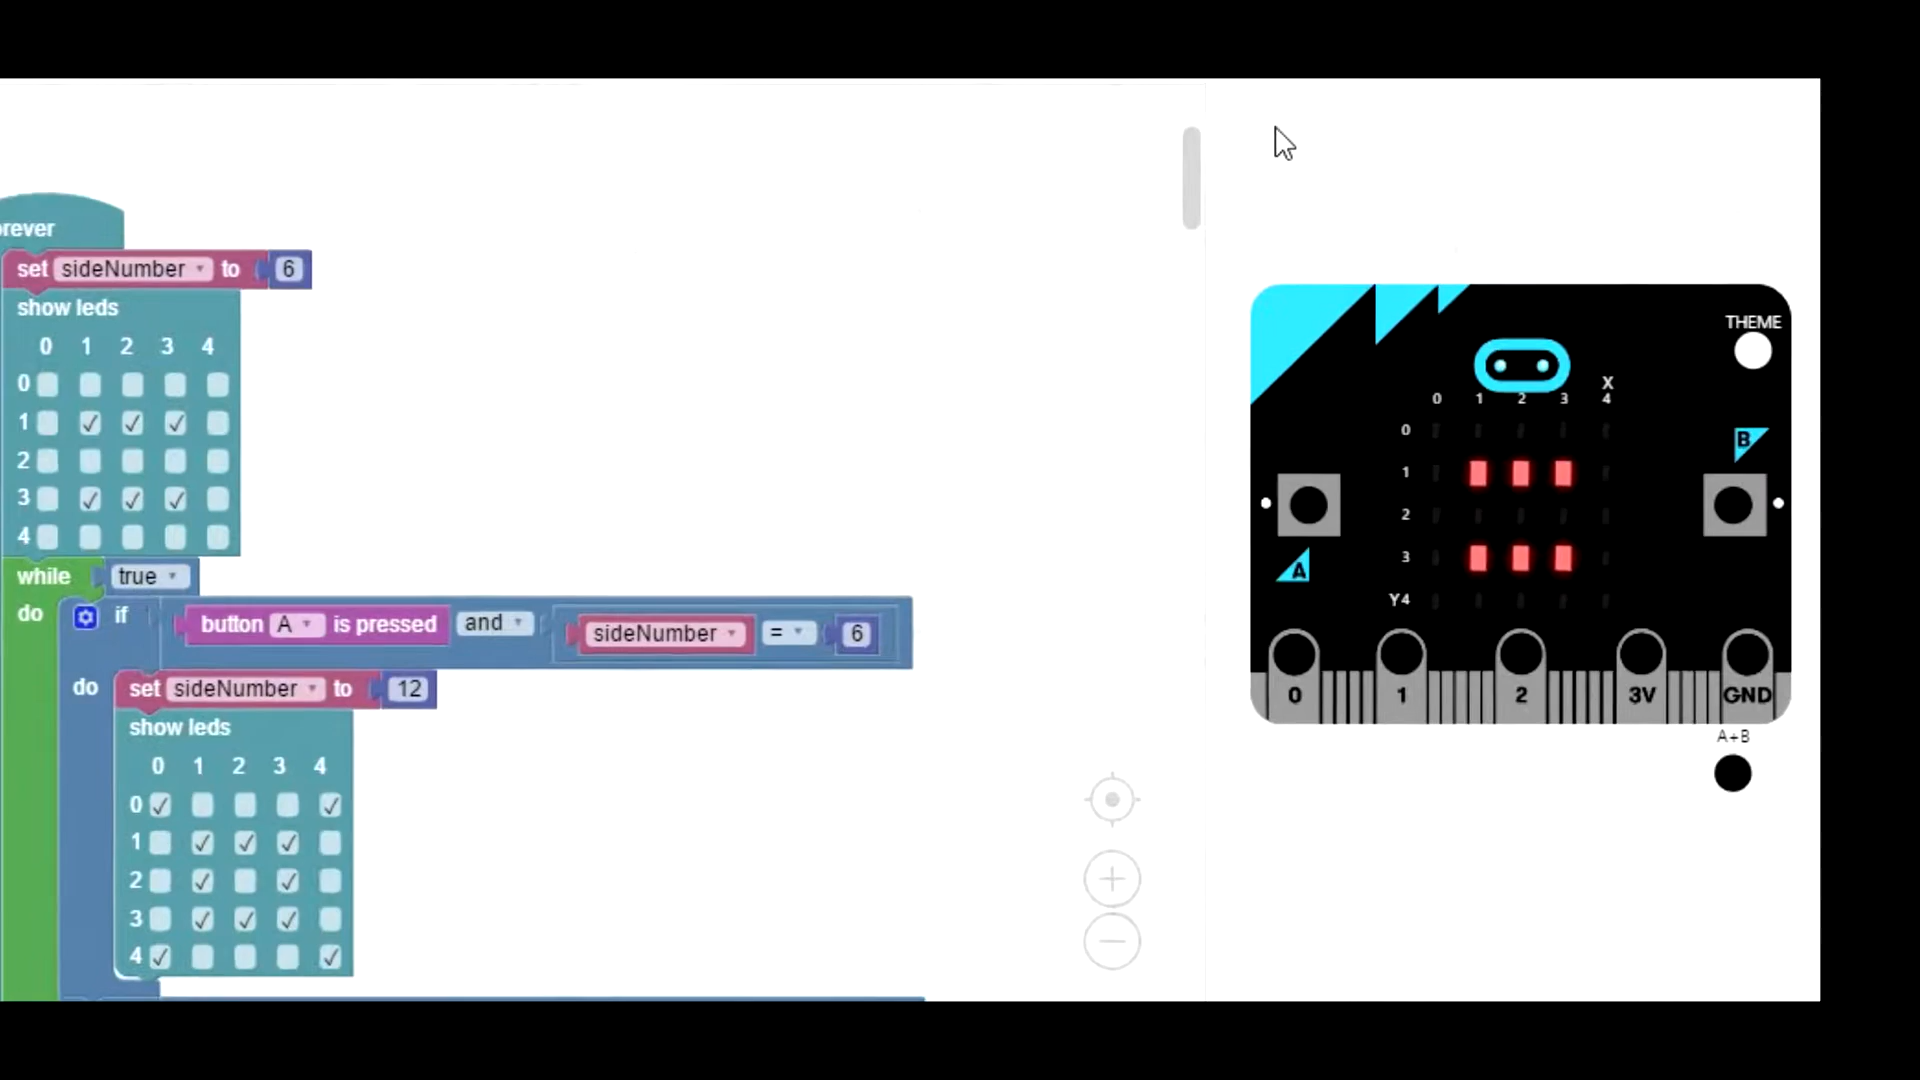 orever
set sideNumber to 6
show leds
0 1 2 3 4
0
1
2
3
4
while true
do if button A is pressed and sideNumber = 6
do set sideNumber to 12
show leds
0 1 2 3 4
0
1
2
3
4
THEME
X
0 1 2 3 4
0
B
1
2
3
A
Y4
0 1 2 3V GND
A+B